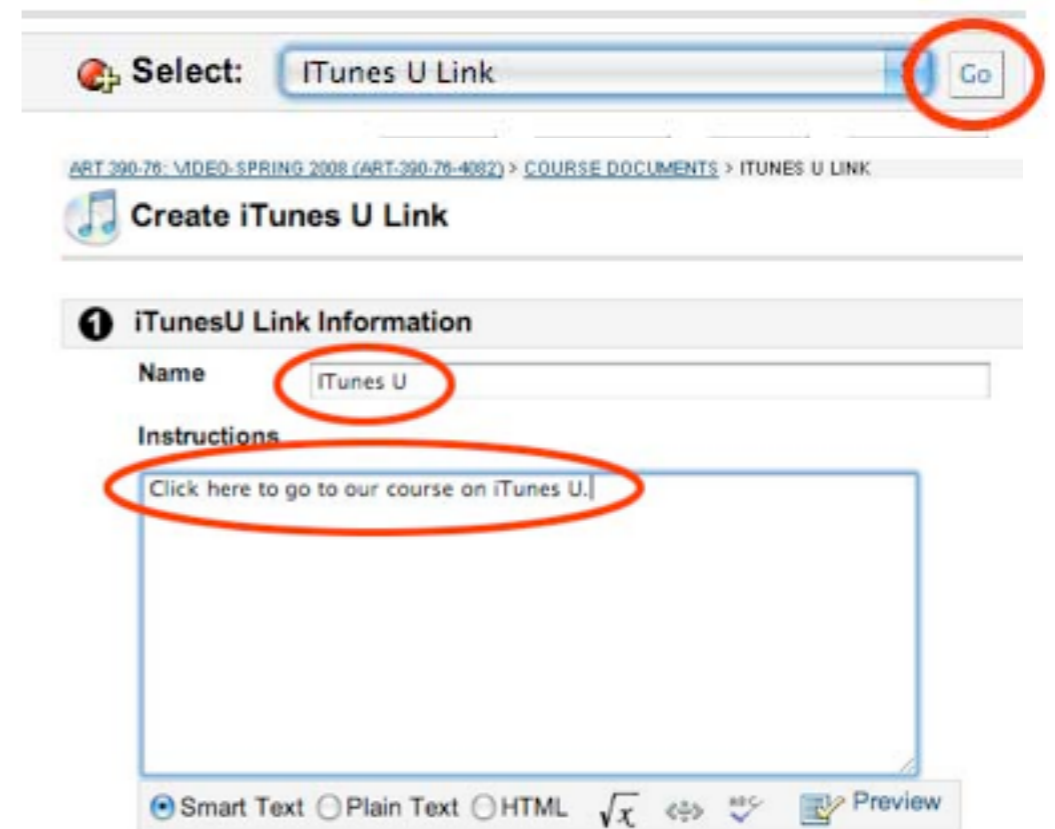 Select: ITunes U Link Go
ART 390-76: VIDEO-SPRING 2008 (ART-390-76-4082) > COURSE DOCUMENTS > ITUNES U LINK
Create iTunes U Link
1 iTunesU Link Information
Name ITunes U
Instructions
Click here to go to our course on iTunes U.
Smart Text Plain Text HTML √x ABC Preview